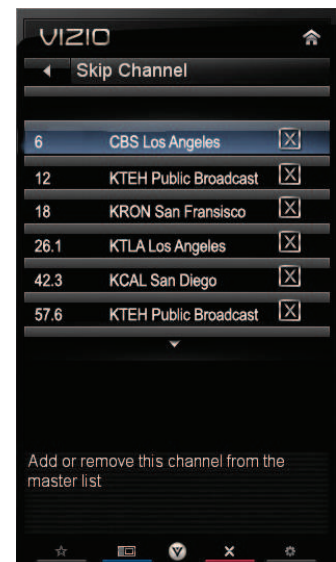 VIZIO
Skip Channel
6 CBS Los Angeles X
12 KTEH Public Broadcast X
18 KRON San Fransisco X
26.1 KTLA Los Angeles X
42.3 KCAL San Diego X
57.6 KTEH Public Broadcast X
Add or remove this channel from the
master list